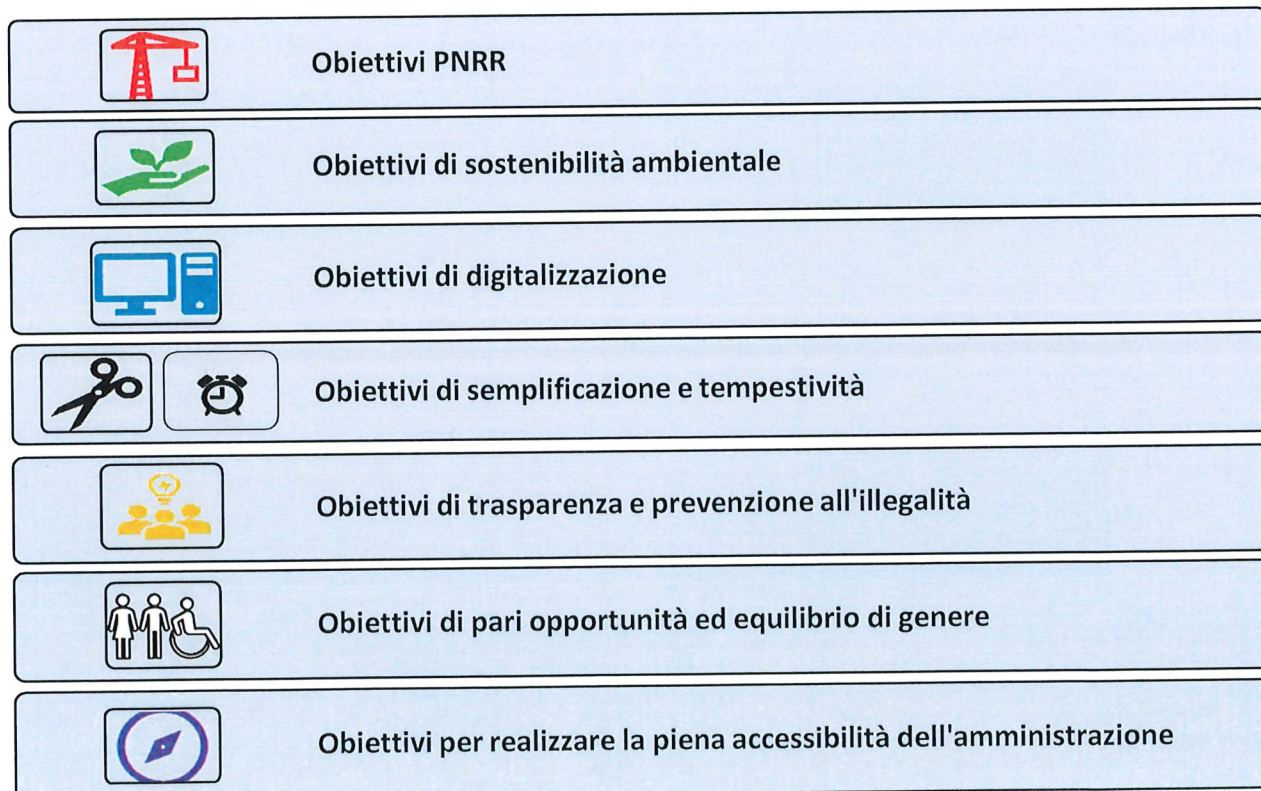 Obiettivi PNRR
Obiettivi di sostenibilità ambientale
Obiettivi di digitalizzazione
Obiettivi di semplificazione e tempestività
Obiettivi di trasparenza e prevenzione all'illegalità
Obiettivi di pari opportunità ed equilibrio di genere
Obiettivi per realizzare la piena accessibilità dell'amministrazione